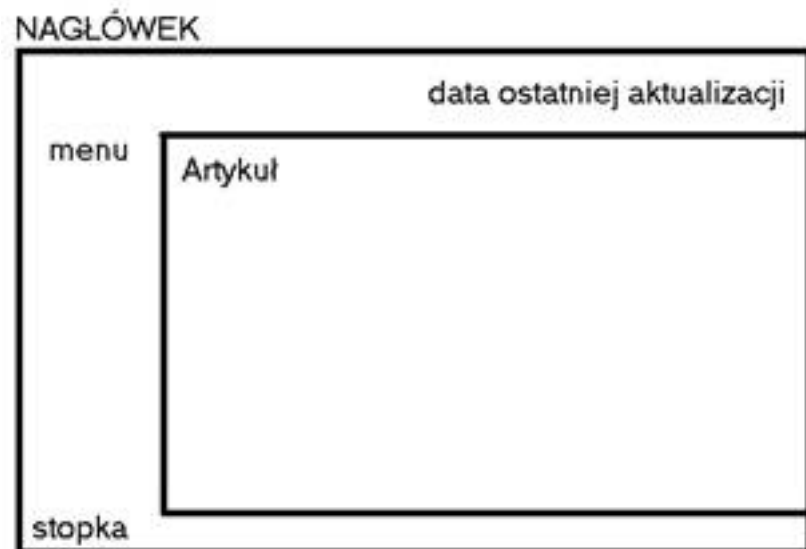 NAGŁÓWEK
data ostatniej aktualizacji
menu
Artykuł
stopka